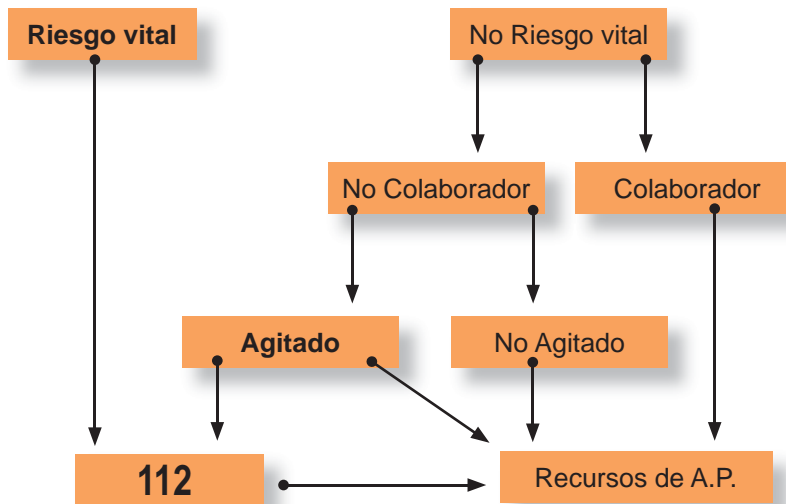 Riesgo vital
No Riesgo vital
No Colaborador
Colaborador
Agitado
No Agitado
112
Recursos de A.P.